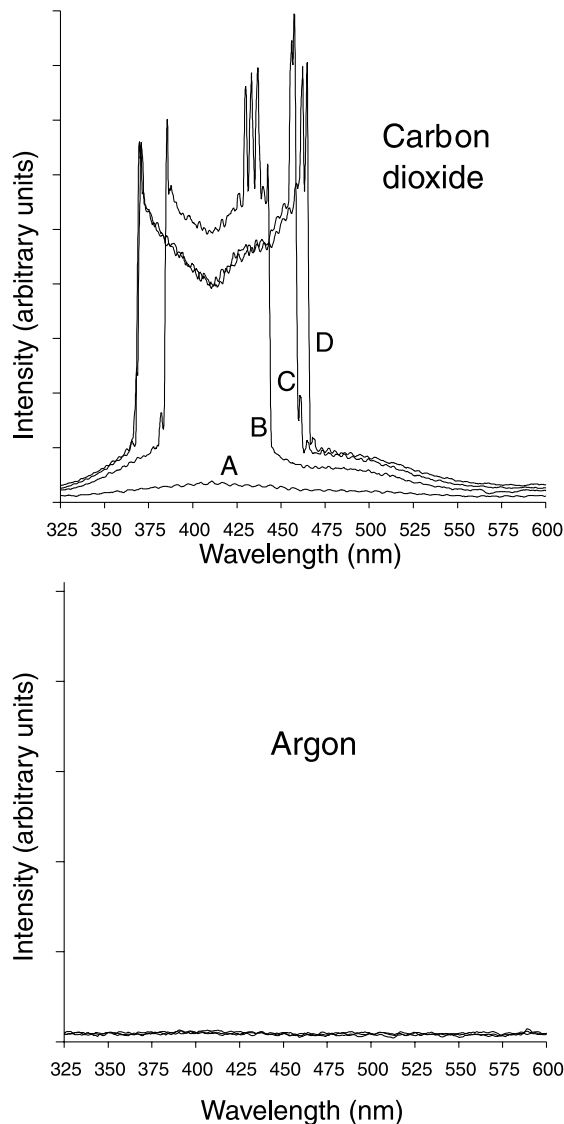 Intensity (arbitrary units)
Carbon
dioxide
D
C
B
A
325 350 375 400 425 450 475 500 525 550 575 600
Wavelength (nm)
Intensity (arbitrary units)
Argon
325 350 375 400 425 450 475 500 525 550 575 600
Wavelength (nm)